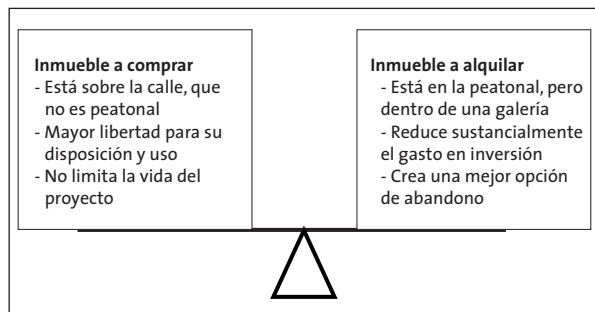 Inmueble a comprar
- Está sobre la calle, que
no es peatonal
- Mayor libertad para su
disposición y uso
- No limita la vida del
proyecto
Inmueble a alquilar
- Está en la peatonal, pero
dentro de una galería
- Reduce sustancialmente
el gasto en inversión
- Crea una mejor opción
de abandono